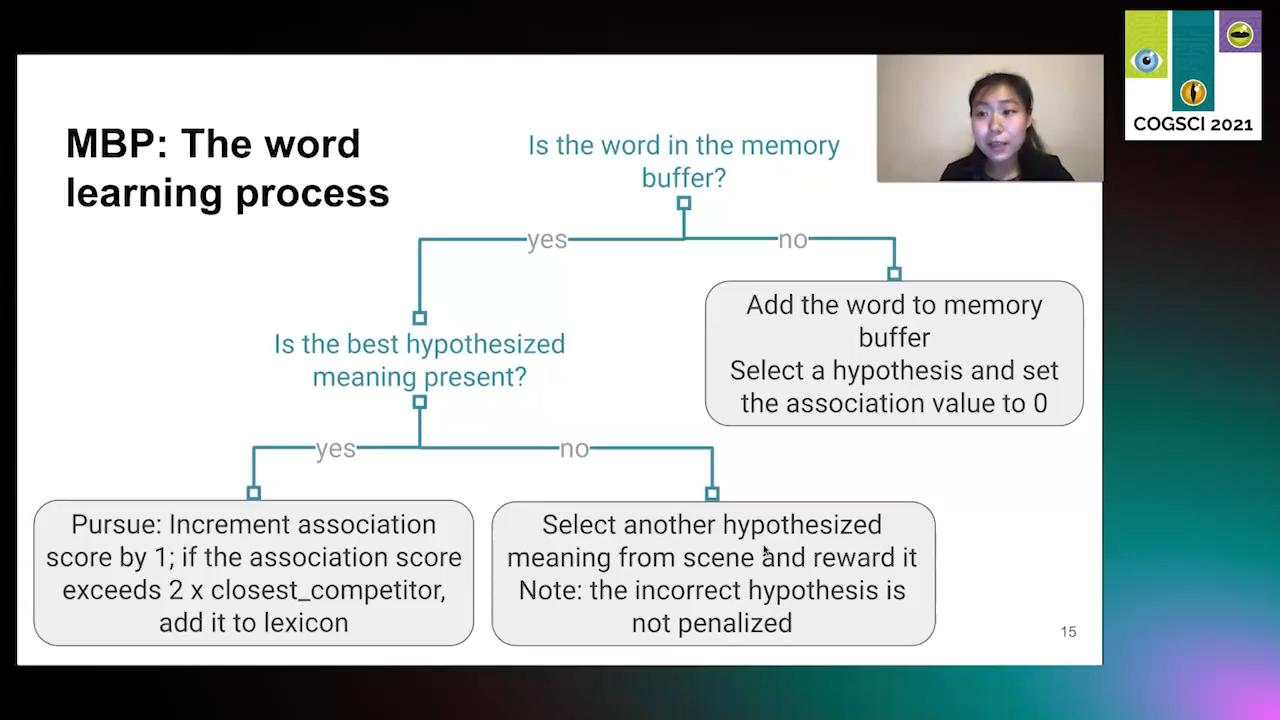 COGSCI 2021
MBP: The word
learning process
Is the word in the memory
buffer?
yes
no
Add the word to memory
buffer
Select a hypothesis and set
the association value to 0
Is the best hypothesized
meaning present?
yes
no
Pursue: Increment association
score by 1; if the association score
exceeds 2 x closest_competitor,
add it to lexicon
Select another hypothesized
meaning from scene and reward it
Note: the incorrect hypothesis is
not penalized
15